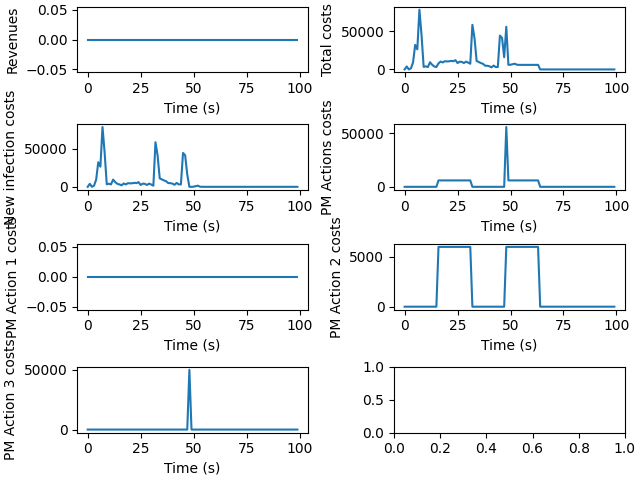 Revenues
0.05
0.00
−0.05
0 25 50 75 100
Time (s)
Total costs
50000
0
0 25 50 75 100
Time (s)
New infection costs
50000
0
0 25 50 75 100
Time (s)
PM Actions costs
50000
0
0 25 50 75 100
Time (s)
PM Action 1 costs
0.05
0.00
−0.05
0 25 50 75 100
Time (s)
PM Action 2 costs
5000
0
0 25 50 75 100
Time (s)
PM Action 3 costs
50000
0
0 25 50 75 100
Time (s)
1.0
0.5
0.0
0.0 0.2 0.4 0.6 0.8 1.0